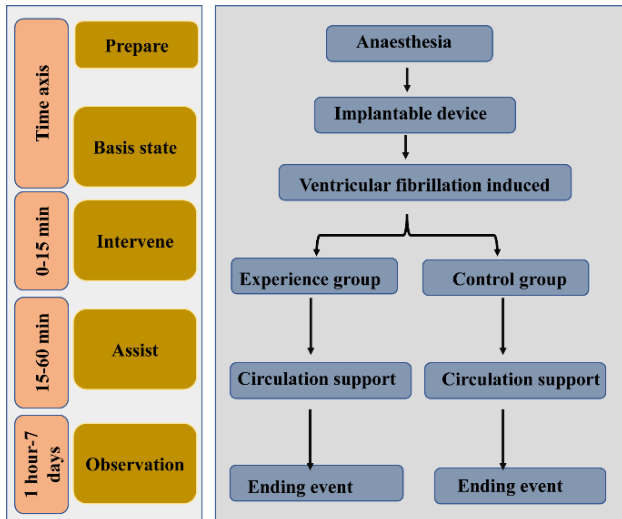 Time axis
Prepare
Basis state
0-15 min
Intervene
15-60 min
Assist
1 hour-7
days
Observation
Anaesthesia
Implantable device
Ventricular fibrillation induced
Experience group
Control group
Circulation support
Circulation support
Ending event
Ending event